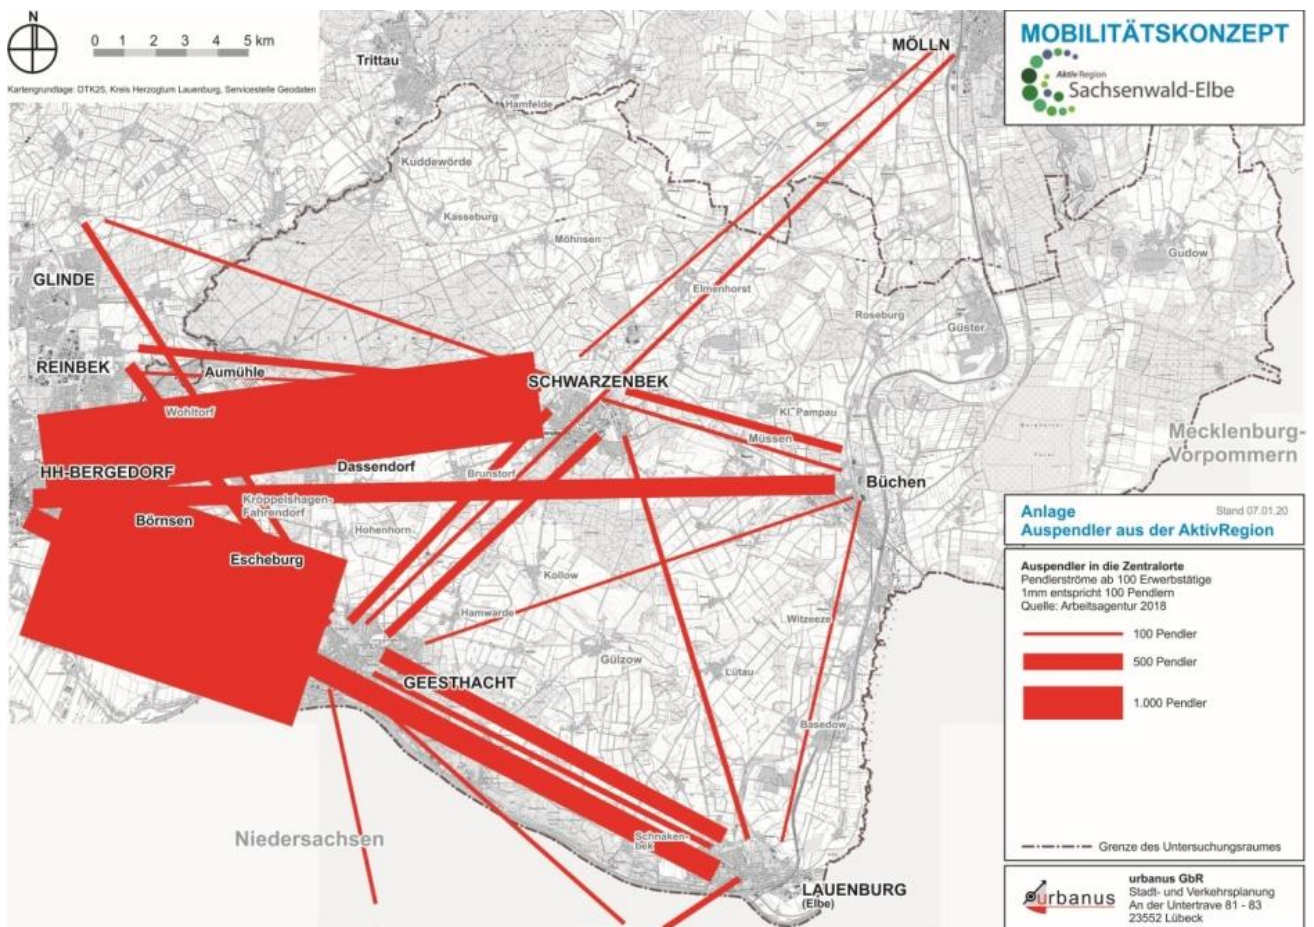 N
0 1 2 3 4 5 km
Kartengrundlage: DTK25, Kreis Herzogtum Lauenburg, Servicestelle Geodaten
MOBILITÄTSKONZEPT
Aktiv Region
Sachsenwald-Elbe
Trittau
MÖLLN
Hamfelde
Kuddewörde
Kasseburg
Möhnsen
Gudow
GLINDE
Elmenhorst
Roseburg
Güster
REINBEK
Aumühle
SCHWARZENBEK
Wohltorf
Kl. Pampau
Müssen
Mecklenburg-
Vorpommern
HH-BERGEDORF
Dassendorf
Brunstorf
Büchen
Kröppelshagen-
Fahrendorf
Börnsen
Hohenhorn
Escheburg
Kollow
Hamwarde
Witzeeze
Gülzow
Lütau
GEESTHACHT
Basedow
Niedersachsen
Schnaken-
bek
LAUENBURG
(Elbe)
Anlage
Stand 07.01.20
Auspendler aus der AktivRegion
Auspendler in die Zentralorte
Pendlerströme ab 100 Erwerbstätige
1mm entspricht 100 Pendlern
Quelle: Arbeitsagentur 2018
100 Pendler
500 Pendler
1.000 Pendler
Grenze des Untersuchungsraumes
urbanus
urbanus GbR
Stadt- und Verkehrsplanung
An der Untertrave 81 - 83
23552 Lübeck